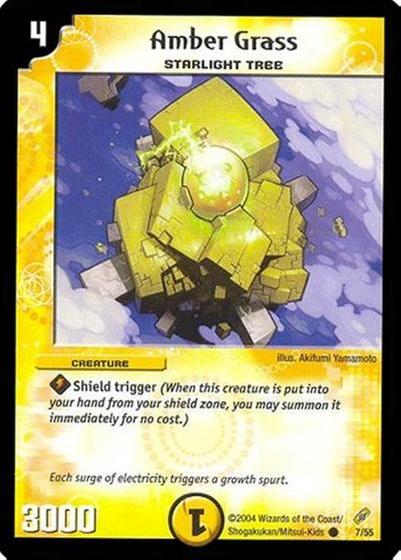 4
Amber Grass
STARLIGHT TREE
illus. Akifumi Yamamoto
CREATURE
Shield trigger (When this creature is put into
your hand from your shield zone, you may summon it
immediately for no cost.)
Each surge of electricity triggers a growth spurt.
3000
1
©2004 Wizards of the Coast/
Shogakukan/Mitsui-Kids
7/55